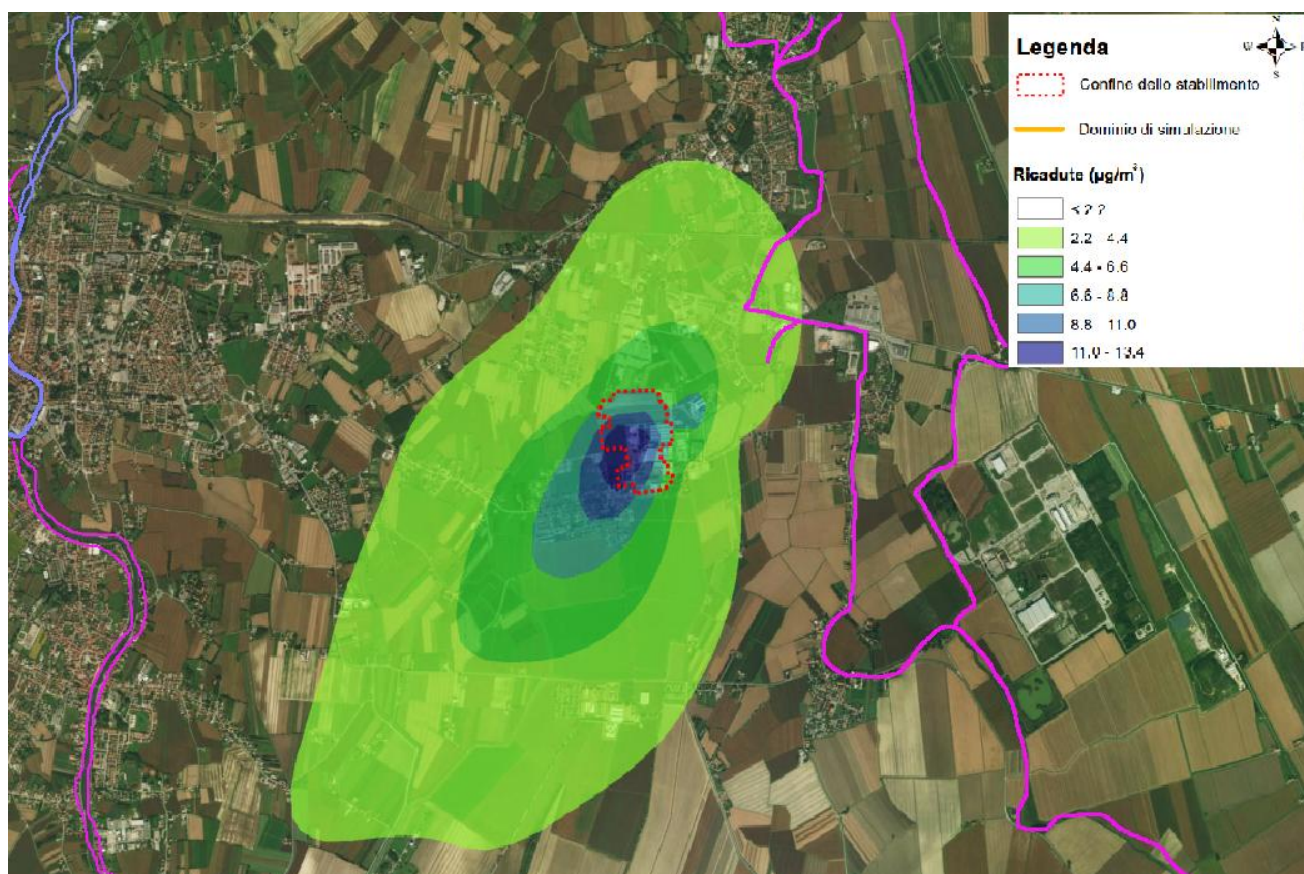 Legenda
N
W
E
S
Confine dello stabilimento
Dominio di simulazione
Ricadute (µg/m³)
2.2 - 4.4
4.4 - 6.6
6.6 - 8.8
8.8 - 11.0
11.0 - 13.4